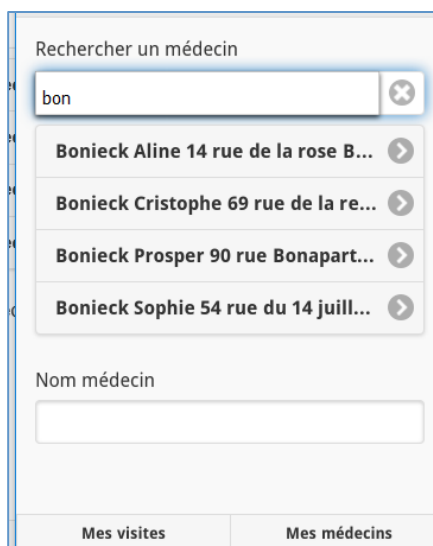 Rechercher un médecin
bon
Bonieck Aline 14 rue de la rose B...
Bonieck Cristophe 69 rue de la re...
Bonieck Prosper 90 rue Bonapart...
Bonieck Sophie 54 rue du 14 juill...
Nom médecin
Mes visites
Mes médecins